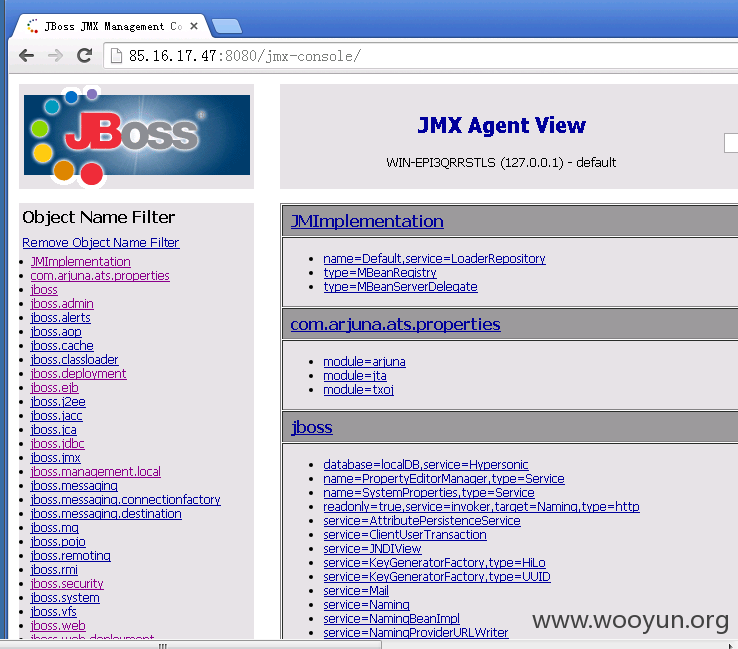 JBoss JMX Management Co
85.16.17.47:8080/jmx-console/
JBoss
JMX Agent View
WIN-EPI3QRRSTLS (127.0.0.1) - default
Object Name Filter
Remove Object Name Filter
JMImplementation
com.arjuna.ats.properties
jboss
jboss.admin
jboss.alerts
jboss.aop
jboss.cache
jboss.classloader
jboss.deployment
jboss.ejb
jboss.j2ee
jboss.jacc
jboss.jca
jboss.jdbc
jboss.jmx
jboss.management.local
jboss.messaging
jboss.messaging.connectionfactory
jboss.messaging.destination
jboss.mq
jboss.pojo
jboss.remoting
jboss.rmi
jboss.security
jboss.system
jboss.vfs
jboss.web
jboss.web.deployment
JMImplementation
name=Default,service=LoaderRepository
type=MBeanRegistry
type=MBeanServerDelegate
com.arjuna.ats.properties
module=arjuna
module=jta
module=txoj
jboss
database=localDB,service=Hypersonic
name=PropertyEditorManager,type=Service
name=SystemProperties,type=Service
readonly=true,service=invoker,target=Naming,type=http
service=AttributePersistenceService
service=ClientUserTransaction
service=JNDIView
service=KeyGeneratorFactory,type=HiLo
service=KeyGeneratorFactory,type=UUID
service=Mail
service=Naming
service=NamingBeanImpl
service=NamingProviderURLWriter
www.wooyun.org